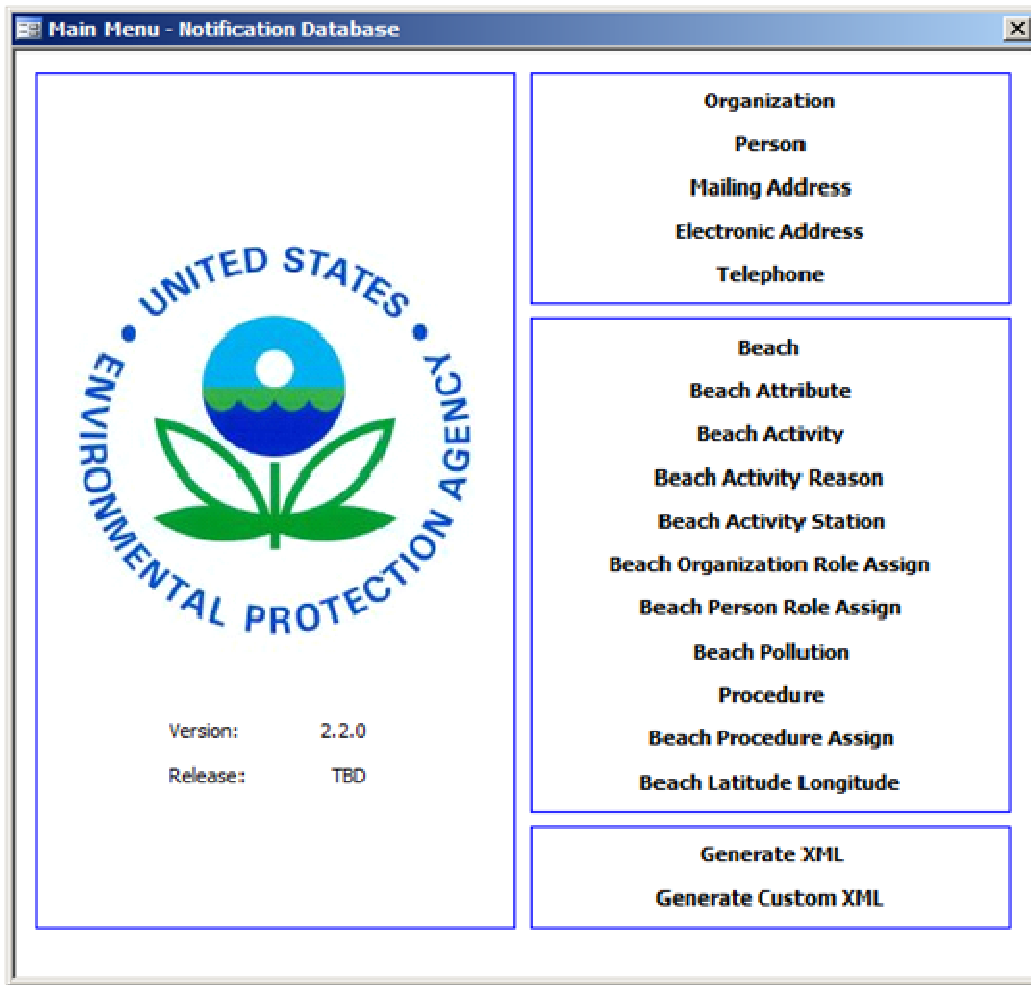 Main Menu - Notification Database
UNITED STATES • ENVIRONMENTAL PROTECTION AGENCY •
Version: 2.2.0
Release: TBD
Organization
Person
Mailing Address
Electronic Address
Telephone
Beach
Beach Attribute
Beach Activity
Beach Activity Reason
Beach Activity Station
Beach Organization Role Assign
Beach Person Role Assign
Beach Pollution
Procedure
Beach Procedure Assign
Beach Latitude Longitude
Generate XML
Generate Custom XML